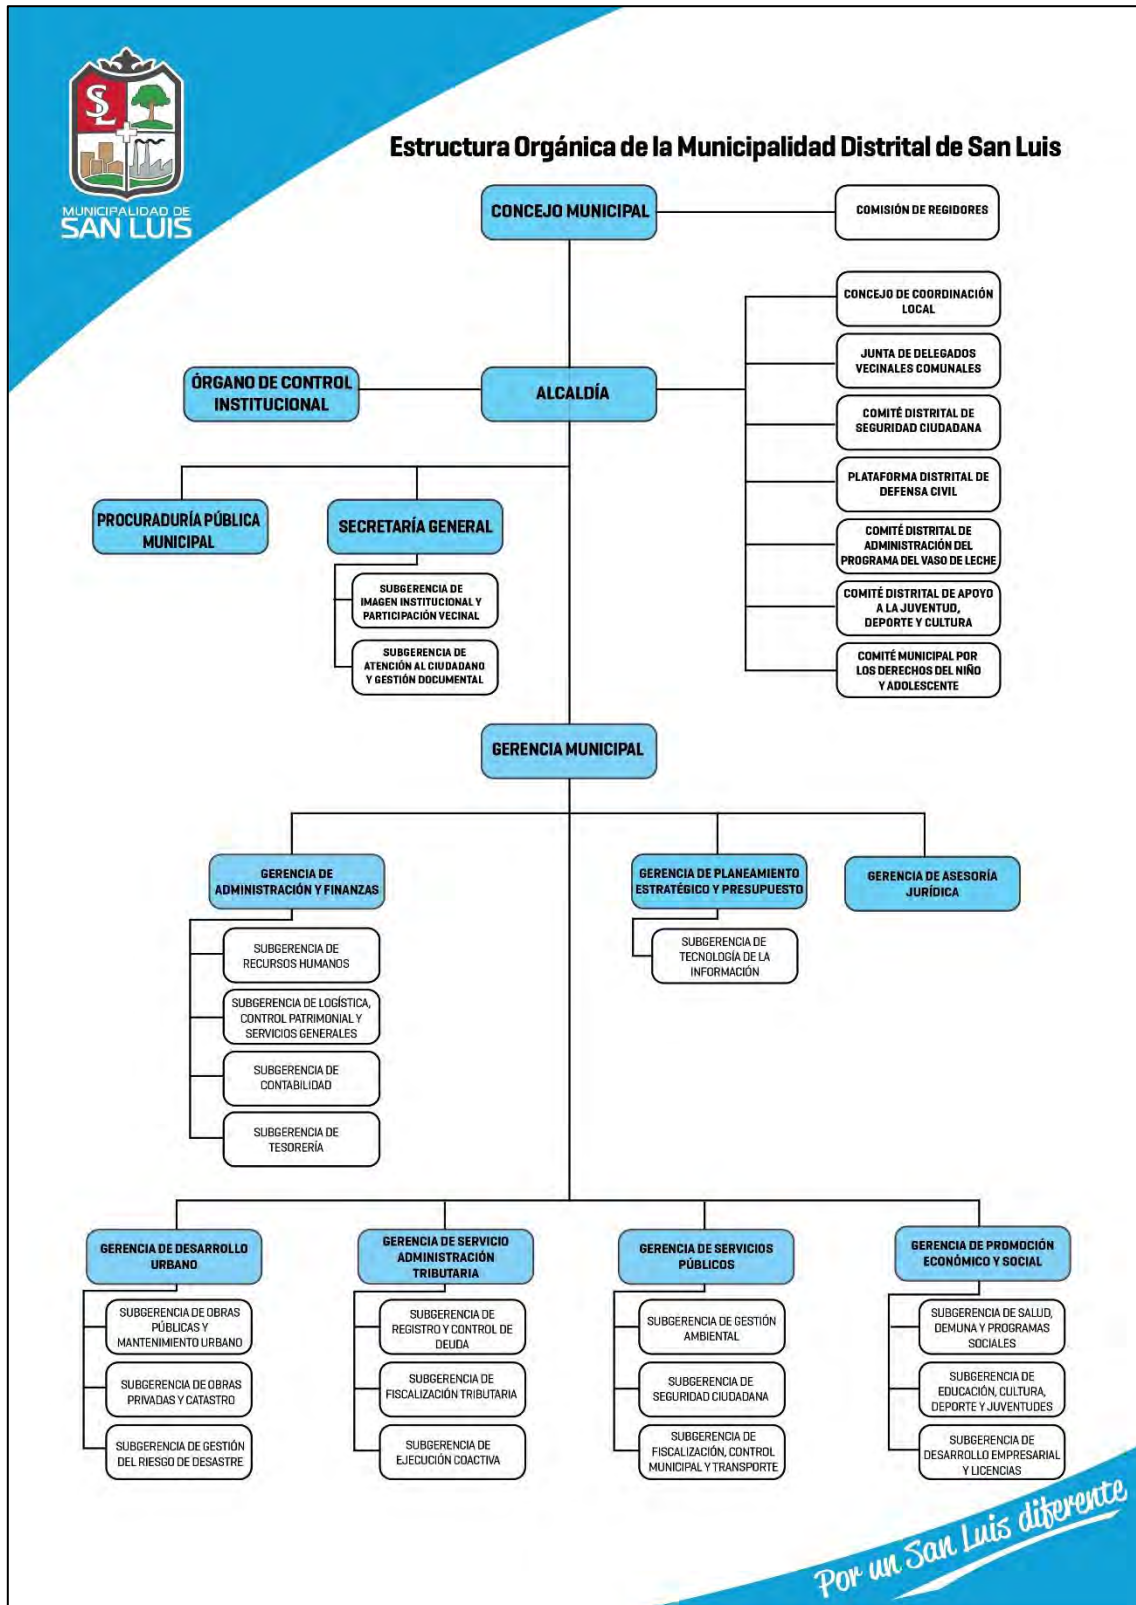 SL
MUNICIPALIDAD DE
SAN LUIS
Estructura Orgánica de la Municipalidad Distrital de San Luis
CONCEJO MUNICIPAL
COMISIÓN DE REGIDORES
CONCEJO DE COORDINACIÓN
LOCAL
JUNTA DE DELEGADOS
VECINALES COMUNALES
ÓRGANO DE CONTROL
INSTITUCIONAL
ALCALDÍA
COMITÉ DISTRITAL DE
SEGURIDAD CIUDADANA
PLATAFORMA DISTRITAL DE
DEFENSA CIVIL
COMITÉ DISTRITAL DE
ADMINISTRACIÓN DEL
PROGRAMA DEL VASO DE LECHE
COMITÉ DISTRITAL DE APOYO
A LA JUVENTUD,
DEPORTE Y CULTURA
COMITÉ MUNICIPAL POR
LOS DERECHOS DEL NIÑO
Y ADOLESCENTE
PROCURADURÍA PÚBLICA
MUNICIPAL
SECRETARÍA GENERAL
SUBGERENCIA DE
IMAGEN INSTITUCIONAL Y
PARTICIPACIÓN VECINAL
SUBGERENCIA DE
ATENCIÓN AL CIUDADANO
Y GESTIÓN DOCUMENTAL
GERENCIA MUNICIPAL
GERENCIA DE
ADMINISTRACIÓN Y FINANZAS
SUBGERENCIA DE
RECURSOS HUMANOS
SUBGERENCIA DE LOGÍSTICA,
CONTROL PATRIMONIAL Y
SERVICIOS GENERALES
SUBGERENCIA DE
CONTABILIDAD
SUBGERENCIA DE
TESORERÍA
GERENCIA DE PLANEAMIENTO
ESTRATÉGICO Y PRESUPUESTO
SUBGERENCIA DE
TECNOLOGÍA DE LA
INFORMACIÓN
GERENCIA DE ASESORÍA
JURÍDICA
GERENCIA DE DESARROLLO
URBANO
SUBGERENCIA DE OBRAS
PÚBLICAS Y
MANTENIMIENTO URBANO
SUBGERENCIA DE OBRAS
PRIVADAS Y CATASTRO
SUBGERENCIA DE GESTIÓN
DEL RIESGO DE DESASTRE
GERENCIA DE SERVICIO
ADMINISTRACIÓN
TRIBUTARIA
SUBGERENCIA DE
REGISTRO Y CONTROL DE
DEUDA
SUBGERENCIA DE
FISCALIZACIÓN TRIBUTARIA
SUBGERENCIA DE
EJECUCIÓN COACTIVA
GERENCIA DE SERVICIOS
PÚBLICOS
SUBGERENCIA DE GESTIÓN
AMBIENTAL
SUBGERENCIA DE
SEGURIDAD CIUDADANA
SUBGERENCIA DE
FISCALIZACIÓN, CONTROL
MUNICIPAL Y TRANSPORTE
GERENCIA DE PROMOCIÓN
ECONÓMICO Y SOCIAL
SUBGERENCIA DE SALUD,
DEMUNA Y PROGRAMAS
SOCIALES
SUBGERENCIA DE
EDUCACIÓN, CULTURA,
DEPORTE Y JUVENTUDES
SUBGERENCIA DE
DESARROLLO EMPRESARIAL
Y LICENCIAS
Por un San Luis diferente